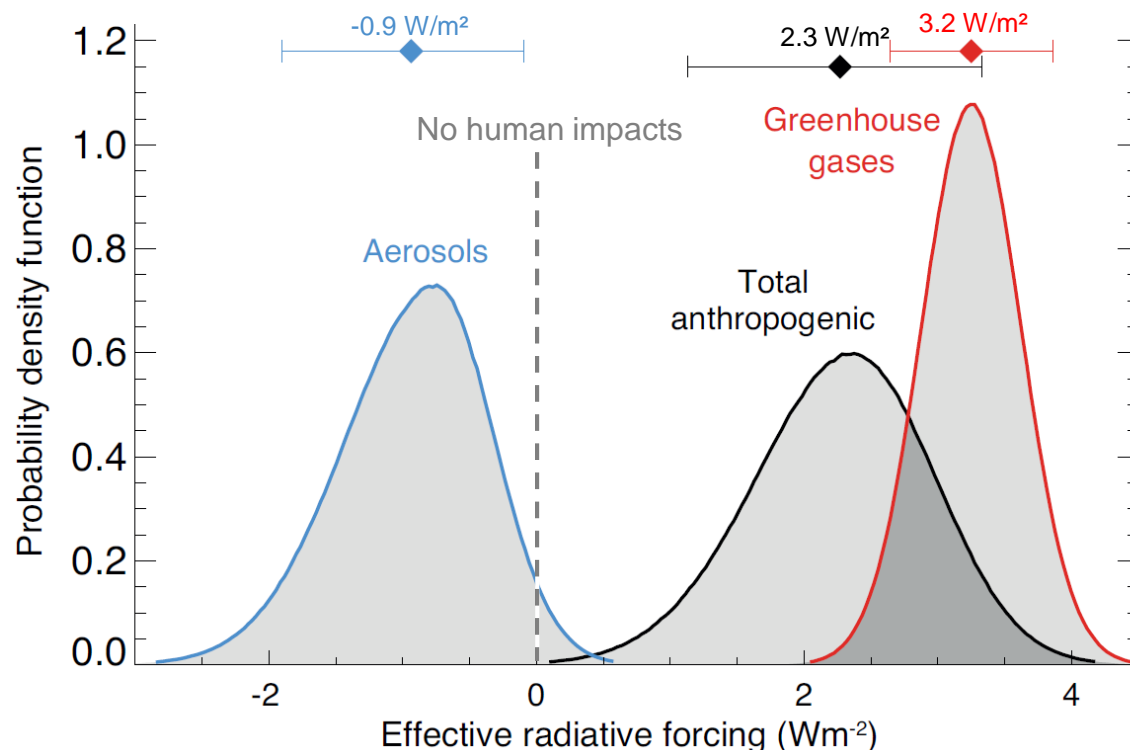 -0.9 W/m²
2.3 W/m²
3.2 W/m²
No human impacts
Greenhouse
gases
Aerosols
Total
anthropogenic
Probability density function
1.2
1.0
0.8
0.6
0.4
0.2
0.0
-2
0
2
4
Effective radiative forcing (Wm⁻²)